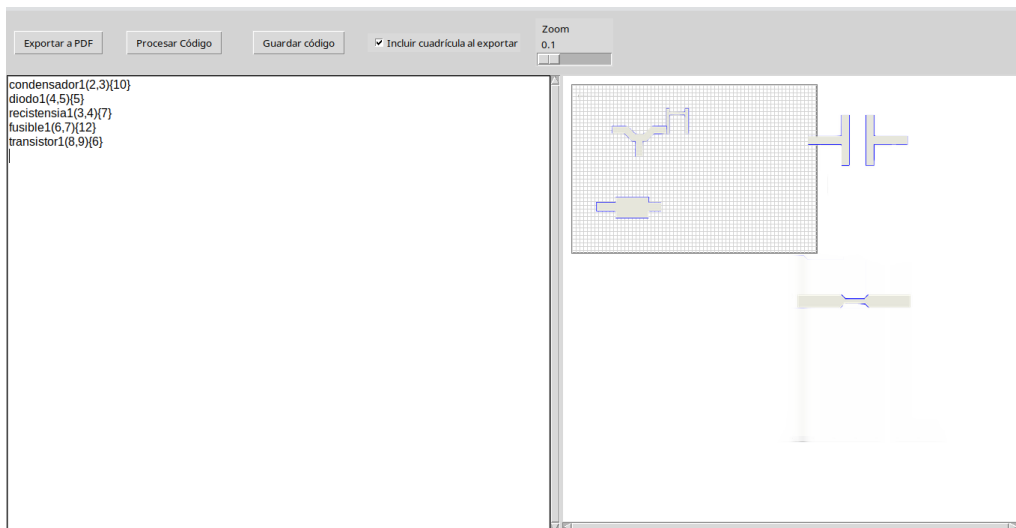 Exportar a PDF
Procesar Código
Guardar código
Incluir cuadrícula al exportar
Zoom
0.1
condensador1(2,3){10}
diodo1(4,5){5}
recistensia1(3,4){7}
fusible1(6,7){12}
transistor1(8,9){6}